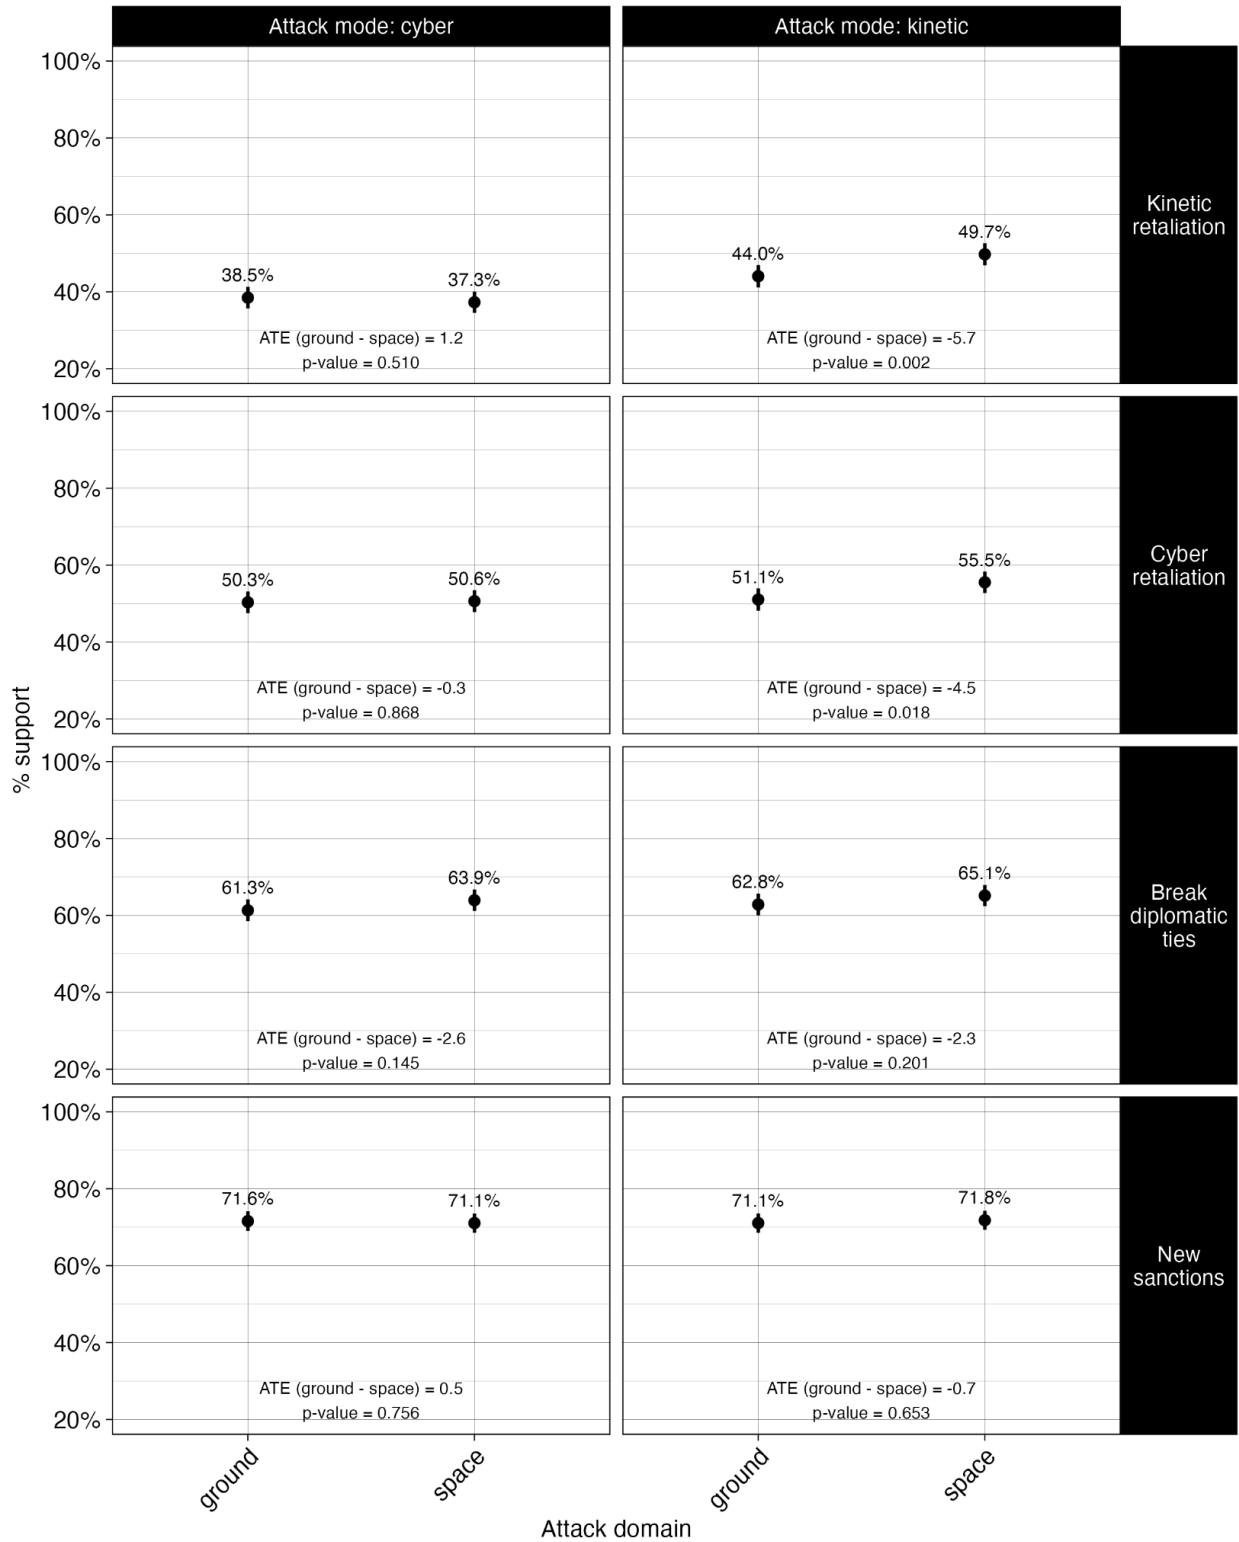 Attack mode: cyber
Attack mode: kinetic
100%
80%
60%
40%
20%
38.5%
37.3%
ATE (ground - space) = 1.2
p-value = 0.510
44.0%
49.7%
ATE (ground - space) = -5.7
p-value = 0.002
Kinetic
retaliation
100%
80%
60%
40%
20%
50.3%
50.6%
ATE (ground - space) = -0.3
p-value = 0.868
51.1%
55.5%
ATE (ground - space) = -4.5
p-value = 0.018
Cyber
retaliation
% support
100%
80%
60%
40%
20%
61.3%
63.9%
ATE (ground - space) = -2.6
p-value = 0.145
62.8%
65.1%
ATE (ground - space) = -2.3
p-value = 0.201
Break
diplomatic
ties
100%
80%
60%
40%
20%
71.6%
71.1%
ATE (ground - space) = 0.5
p-value = 0.756
71.1%
71.8%
ATE (ground - space) = -0.7
p-value = 0.653
New
sanctions
ground
space
ground
space
Attack domain